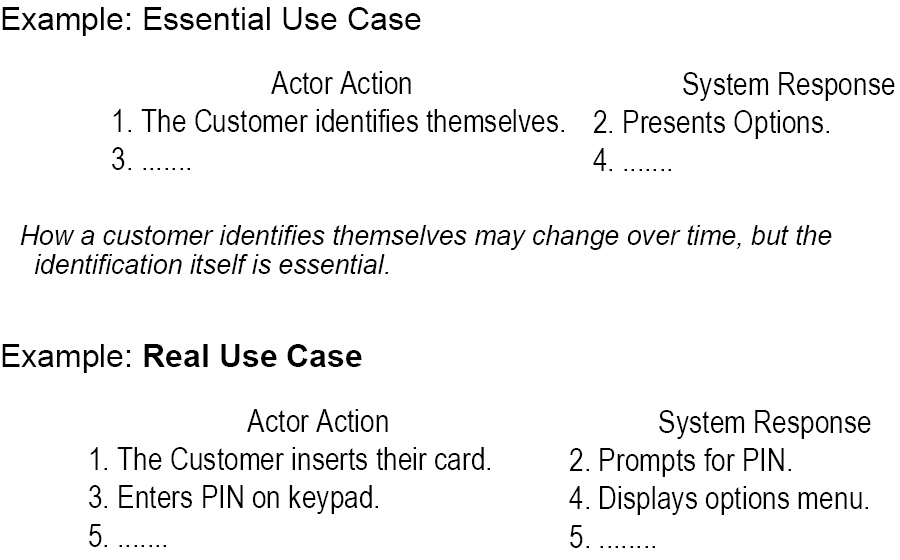 Example: Essential Use Case
Actor Action System Response
1. The Customer identifies themselves. 2. Presents Options.
3. ....... 4. .......
How a customer identifies themselves may change over time, but the
identification itself is essential.
Example: Real Use Case
Actor Action System Response
1. The Customer inserts their card. 2. Prompts for PIN.
3. Enters PIN on keypad. 4. Displays options menu.
5. ....... 5. ........